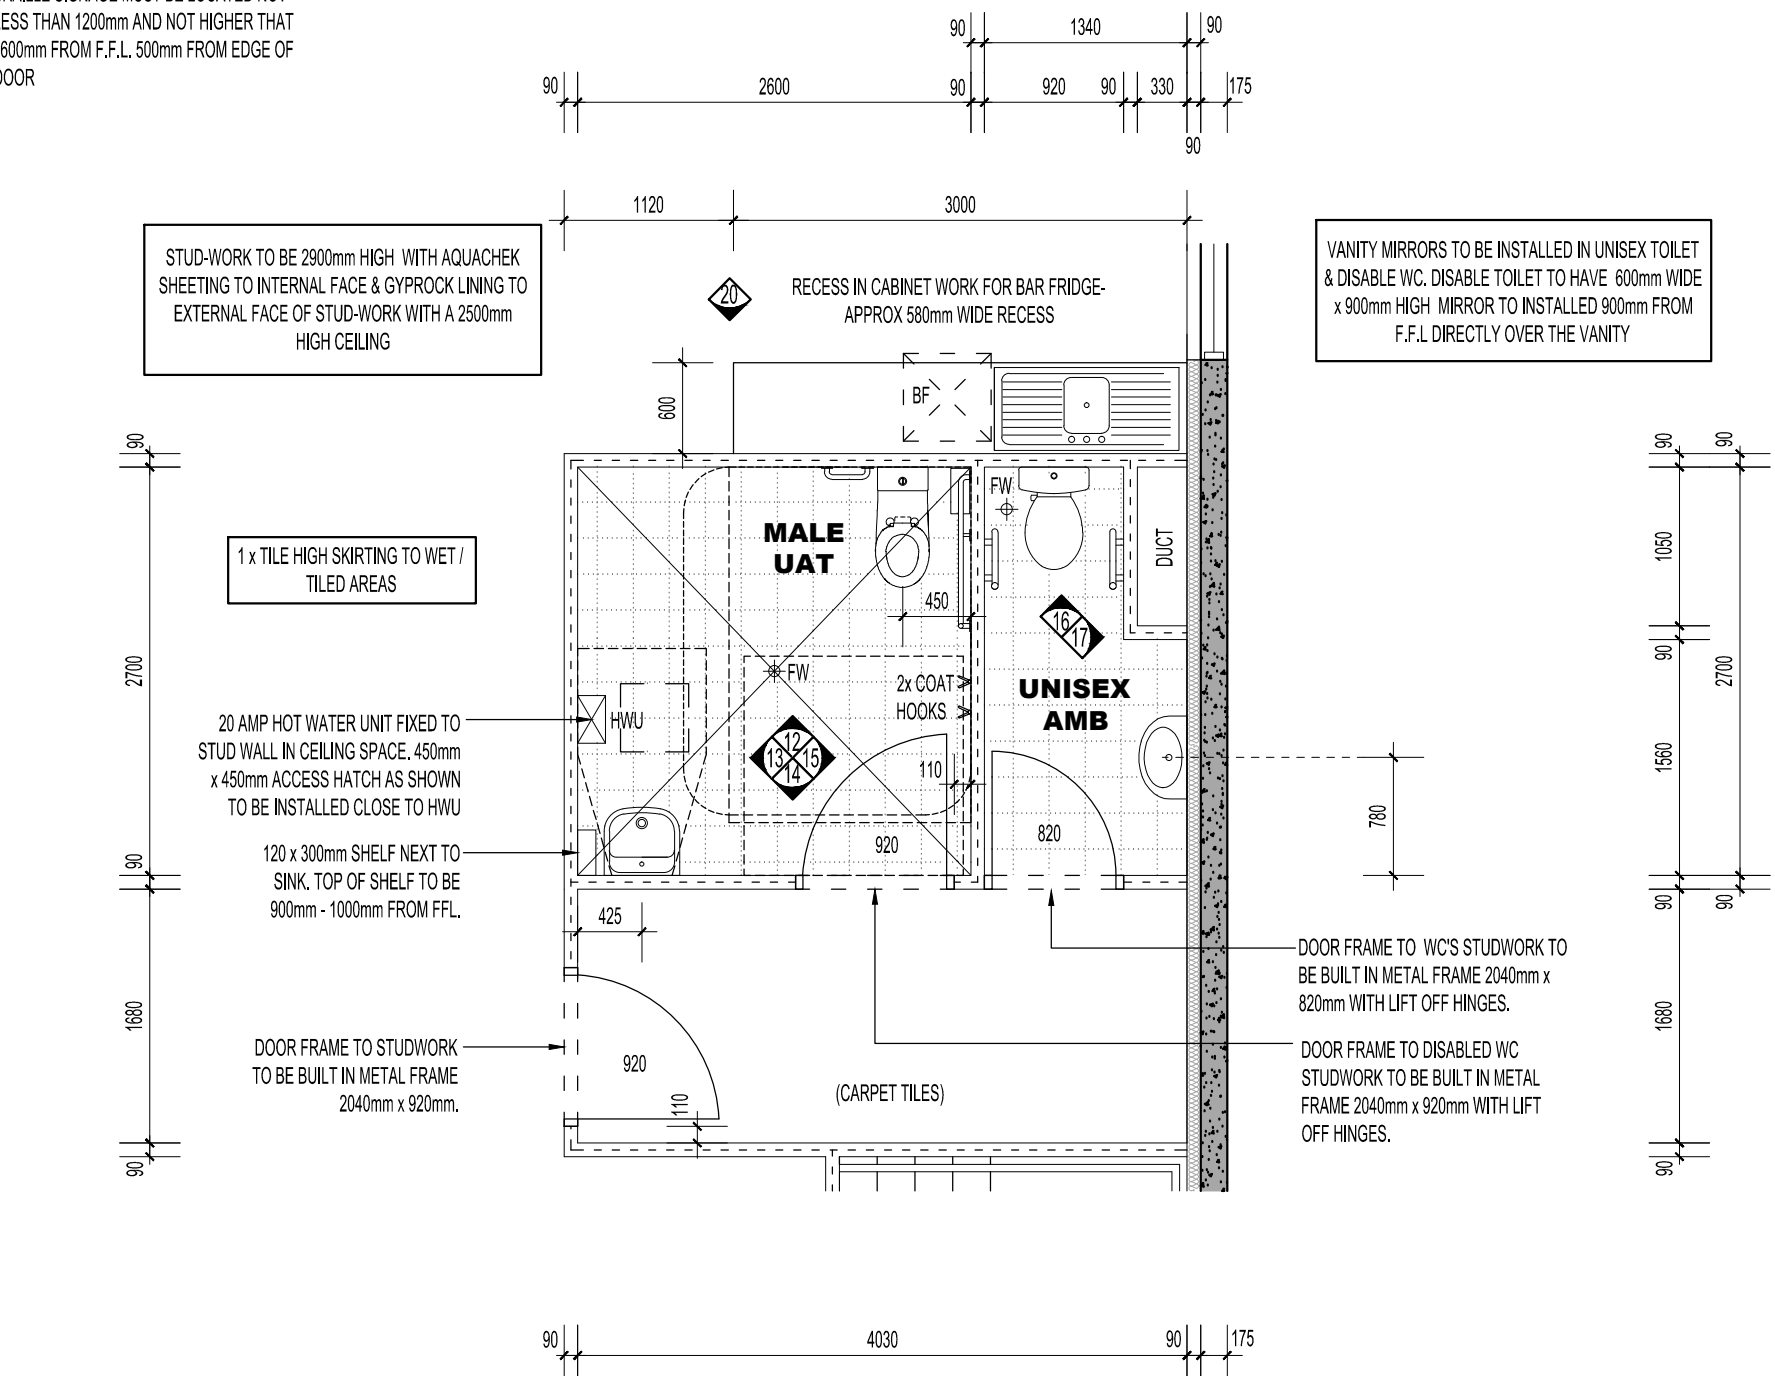 LESS THAN 1200mm AND NOT HIGHER THAT
600mm FROM F.F.L. 500mm FROM EDGE OF
DOOR
90
1340
90
90
2600
90
920
90
330
175
90
1120
3000
STUD-WORK TO BE 2900mm HIGH WITH AQUACHEK
SHEETING TO INTERNAL FACE & GYPROCK LINING TO
EXTERNAL FACE OF STUD-WORK WITH A 2500mm
HIGH CEILING
20
RECESS IN CABINET WORK FOR BAR FRIDGE-
APPROX 580mm WIDE RECESS
VANITY MIRRORS TO BE INSTALLED IN UNISEX TOILET
& DISABLE WC. DISABLE TOILET TO HAVE 600mm WIDE
x 900mm HIGH MIRROR TO INSTALLED 900mm FROM
F.F.L DIRECTLY OVER THE VANITY
600
BF
90
90
90
FW
MALE
UAT
DUCT
1050
1 x TILE HIGH SKIRTING TO WET /
TILED AREAS
450
16
17
2700
90
2700
FW
2x COAT
HOOKS
UNISEX
AMB
20 AMP HOT WATER UNIT FIXED TO
STUD WALL IN CEILING SPACE. 450mm
x 450mm ACCESS HATCH AS SHOWN
TO BE INSTALLED CLOSE TO HWU
HWU
12
13
15
14
110
1560
780
920
820
120 x 300mm SHELF NEXT TO
SINK. TOP OF SHELF TO BE
900mm - 1000mm FROM FFL.
90
90
90
425
DOOR FRAME TO WC'S STUDWORK TO
BE BUILT IN METAL FRAME 2040mm x
820mm WITH LIFT OFF HINGES.
1680
1680
DOOR FRAME TO STUDWORK
TO BE BUILT IN METAL FRAME
2040mm x 920mm.
920
110
(CARPET TILES)
DOOR FRAME TO DISABLED WC
STUDWORK TO BE BUILT IN METAL
FRAME 2040mm x 920mm WITH LIFT
OFF HINGES.
90
90
90
4030
90
175